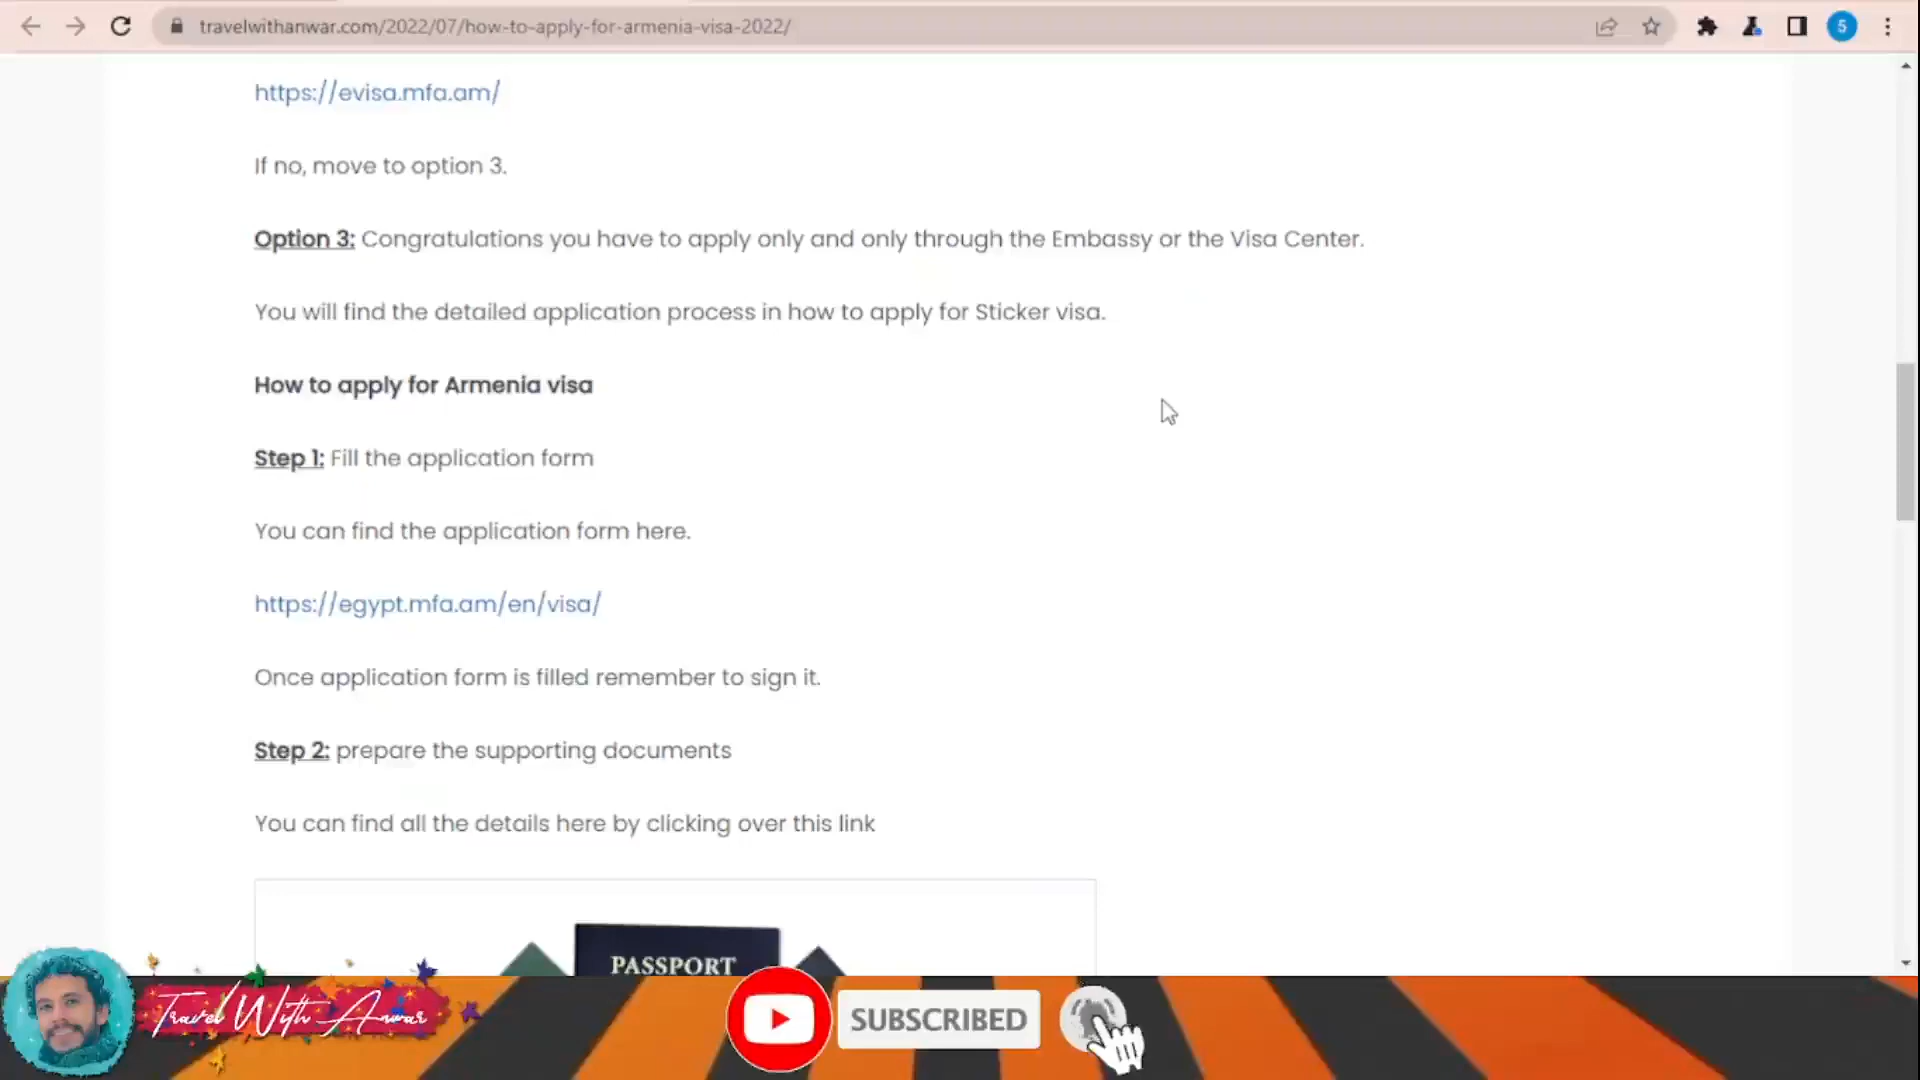 travelwithanwar.com/2022/07/how-to-apply-for-armenia-visa-2022/
5
https://evisa.mfa.am/
If no, move to option 3.
Option 3: Congratulations you have to apply only and only through the Embassy or the Visa Center.
You will find the detailed application process in how to apply for Sticker visa.
How to apply for Armenia visa
Step 1: Fill the application form
You can find the application form here.
https://egypt.mfa.am/en/visa/
Once application form is filled remember to sign it.
Step 2: prepare the supporting documents
You can find all the details here by clicking over this link
PASSPORT
Travel With Anwar
SUBSCRIBED